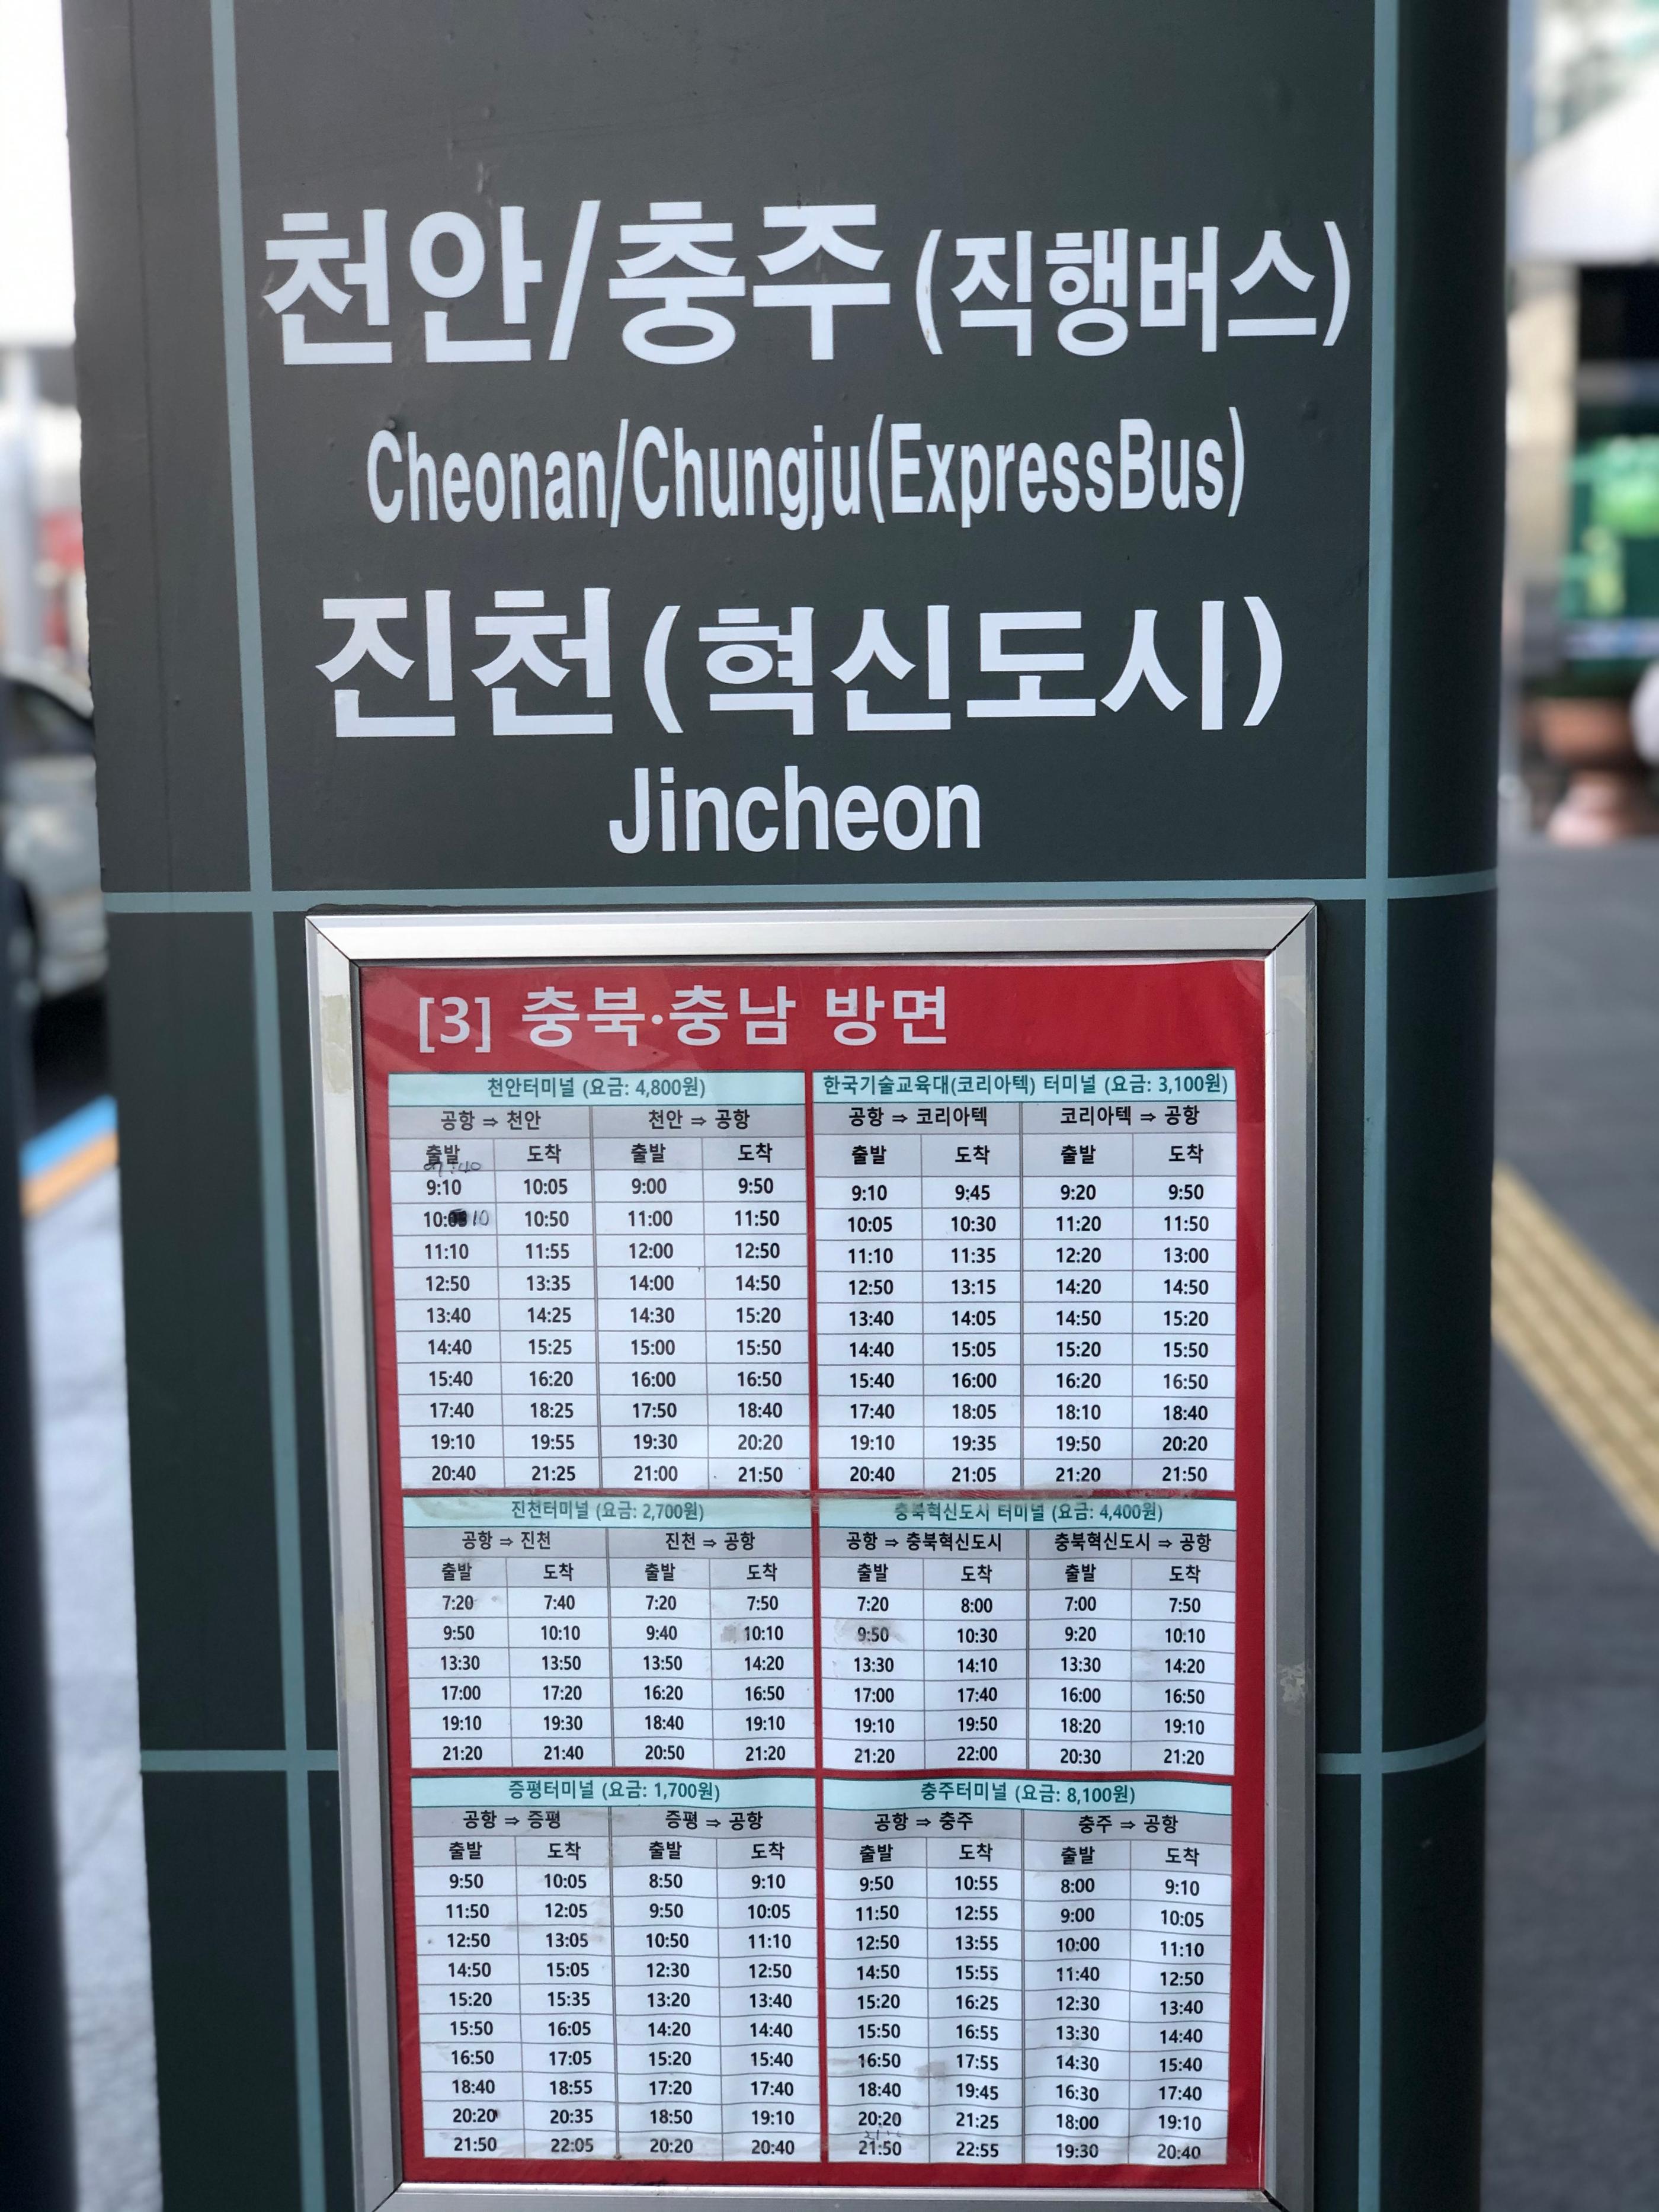 천안/충주(직행버스)
Cheonan/Chungju(ExpressBus)
진천(혁신도시)
Jincheon
[3] 충북·충남 방면
천안터미널 (요금: 4,800원)
공항 ⇒ 천안 천안 ⇒ 공항
출발 도착 출발 도착
9:10 10:05 9:00 9:50
10: 10 10:50 11:00 11:50
11:10 11:55 12:00 12:50
12:50 13:35 14:00 14:50
13:40 14:25 14:30 15:20
14:40 15:25 15:00 15:50
15:40 16:20 16:00 16:50
17:40 18:25 17:50 18:40
19:10 19:55 19:30 20:20
20:40 21:25 21:00 21:50
한국기술교육대(코리아텍) 터미널 (요금: 3,100원)
공항 ⇒ 코리아텍 코리아텍 ⇒ 공항
출발 도착 출발 도착
9:10 9:45 9:20 9:50
10:05 10:30 11:20 11:50
11:10 11:35 12:20 13:00
12:50 13:15 14:20 14:50
13:40 14:05 14:50 15:20
14:40 15:05 15:20 15:50
15:40 16:00 16:20 16:50
17:40 18:05 18:10 18:40
19:10 19:35 19:50 20:20
20:40 21:05 21:20 21:50
진천터미널 (요금: 2,700원)
공항 ⇒ 진천 진천 ⇒ 공항
출발 도착 출발 도착
7:20 7:40 7:20 7:50
9:50 10:10 9:40 10:10
13:30 13:50 13:50 14:20
17:00 17:20 16:20 16:50
19:10 19:30 18:40 19:10
21:20 21:40 20:50 21:20
충북혁신도시 터미널 (요금: 4,400원)
공항 ⇒ 충북혁신도시 충북혁신도시 ⇒ 공항
출발 도착 출발 도착
7:20 8:00 7:00 7:50
9:50 10:30 9:20 10:10
13:30 14:10 13:30 14:20
17:00 17:40 16:00 16:50
19:10 19:50 18:20 19:10
21:20 22:00 20:30 21:20
증평터미널 (요금: 1,700원)
공항 ⇒ 증평 증평 ⇒ 공항
출발 도착 출발 도착
9:50 10:05 8:50 9:10
11:50 12:05 9:50 10:05
12:50 13:05 10:50 11:10
14:50 15:05 12:30 12:50
15:20 15:35 13:20 13:40
15:50 16:05 14:20 14:40
16:50 17:05 15:20 15:40
18:40 18:55 17:20 17:40
20:20 20:35 18:50 19:10
21:50 22:05 20:20 20:40
충주터미널 (요금: 8,100원)
공항 ⇒ 충주 충주 ⇒ 공항
출발 도착 출발 도착
9:50 10:55 8:00 9:10
11:50 12:55 9:00 10:05
12:50 13:55 10:00 11:10
14:50 15:55 11:40 12:50
15:20 16:25 12:30 13:40
15:50 16:55 13:30 14:40
16:50 17:55 14:30 15:40
18:40 19:45 16:30 17:40
20:20 21:25 18:00 19:10
21:50 22:55 19:30 20:40